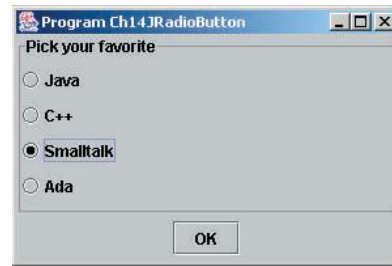 Program Ch14JRadioButton
Pick your favorite
Java
C++
Smalltalk
Ada
OK